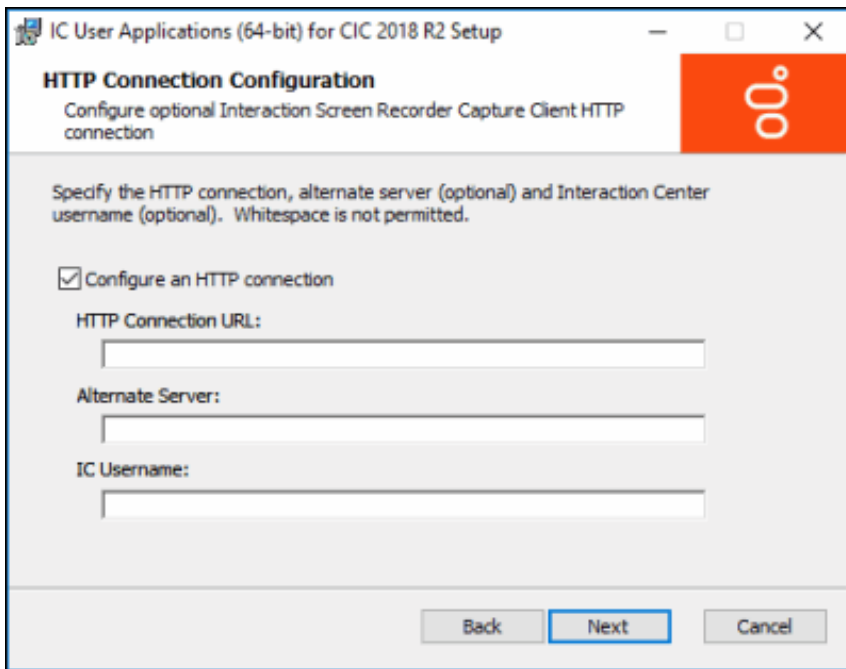 IC User Applications (64-bit) for CIC 2018 R2 Setup
HTTP Connection Configuration
Configure optional Interaction Screen Recorder Capture Client HTTP
connection
Specify the HTTP connection, alternate server (optional) and Interaction Center
username (optional).  Whitespace is not permitted.
Configure an HTTP connection
HTTP Connection URL:
Alternate Server:
IC Username:
Back
Next
Cancel